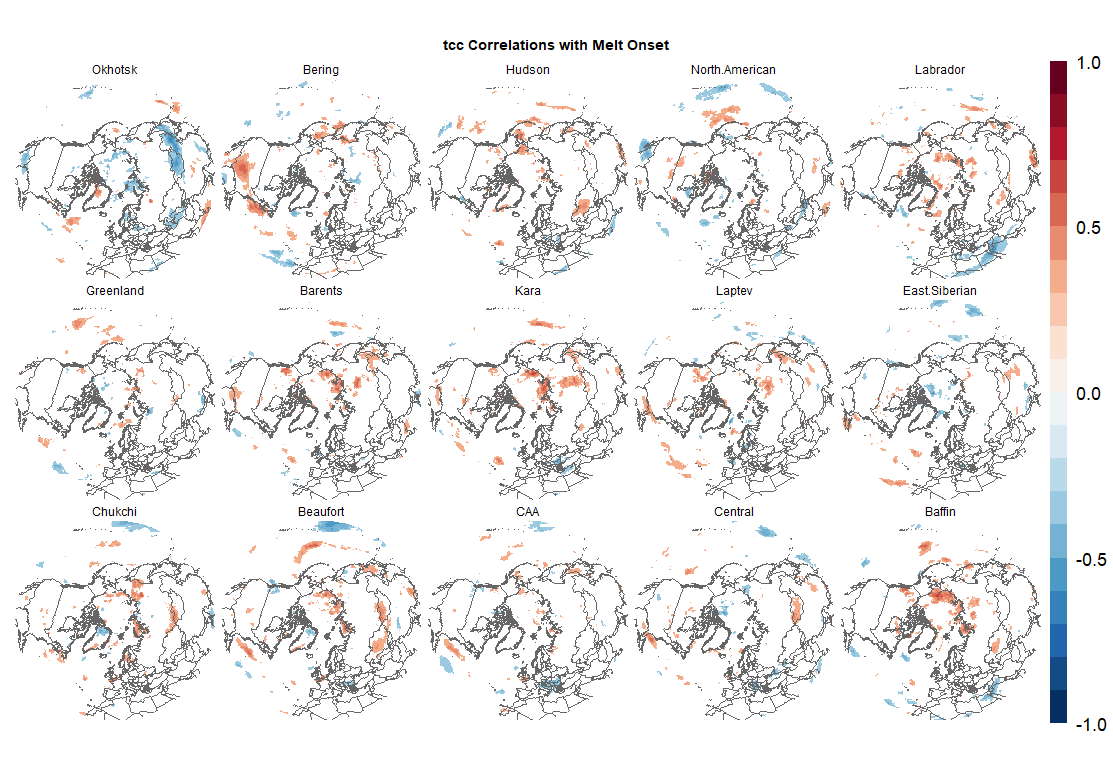 tcc Correlations with Melt Onset
Okhotsk
Bering
Hudson
North.American
Labrador
Greenland
Barents
Kara
Laptev
East.Siberian
Chukchi
Beaufort
CAA
Central
Baffin
1.0
0.5
0.0
-0.5
-1.0